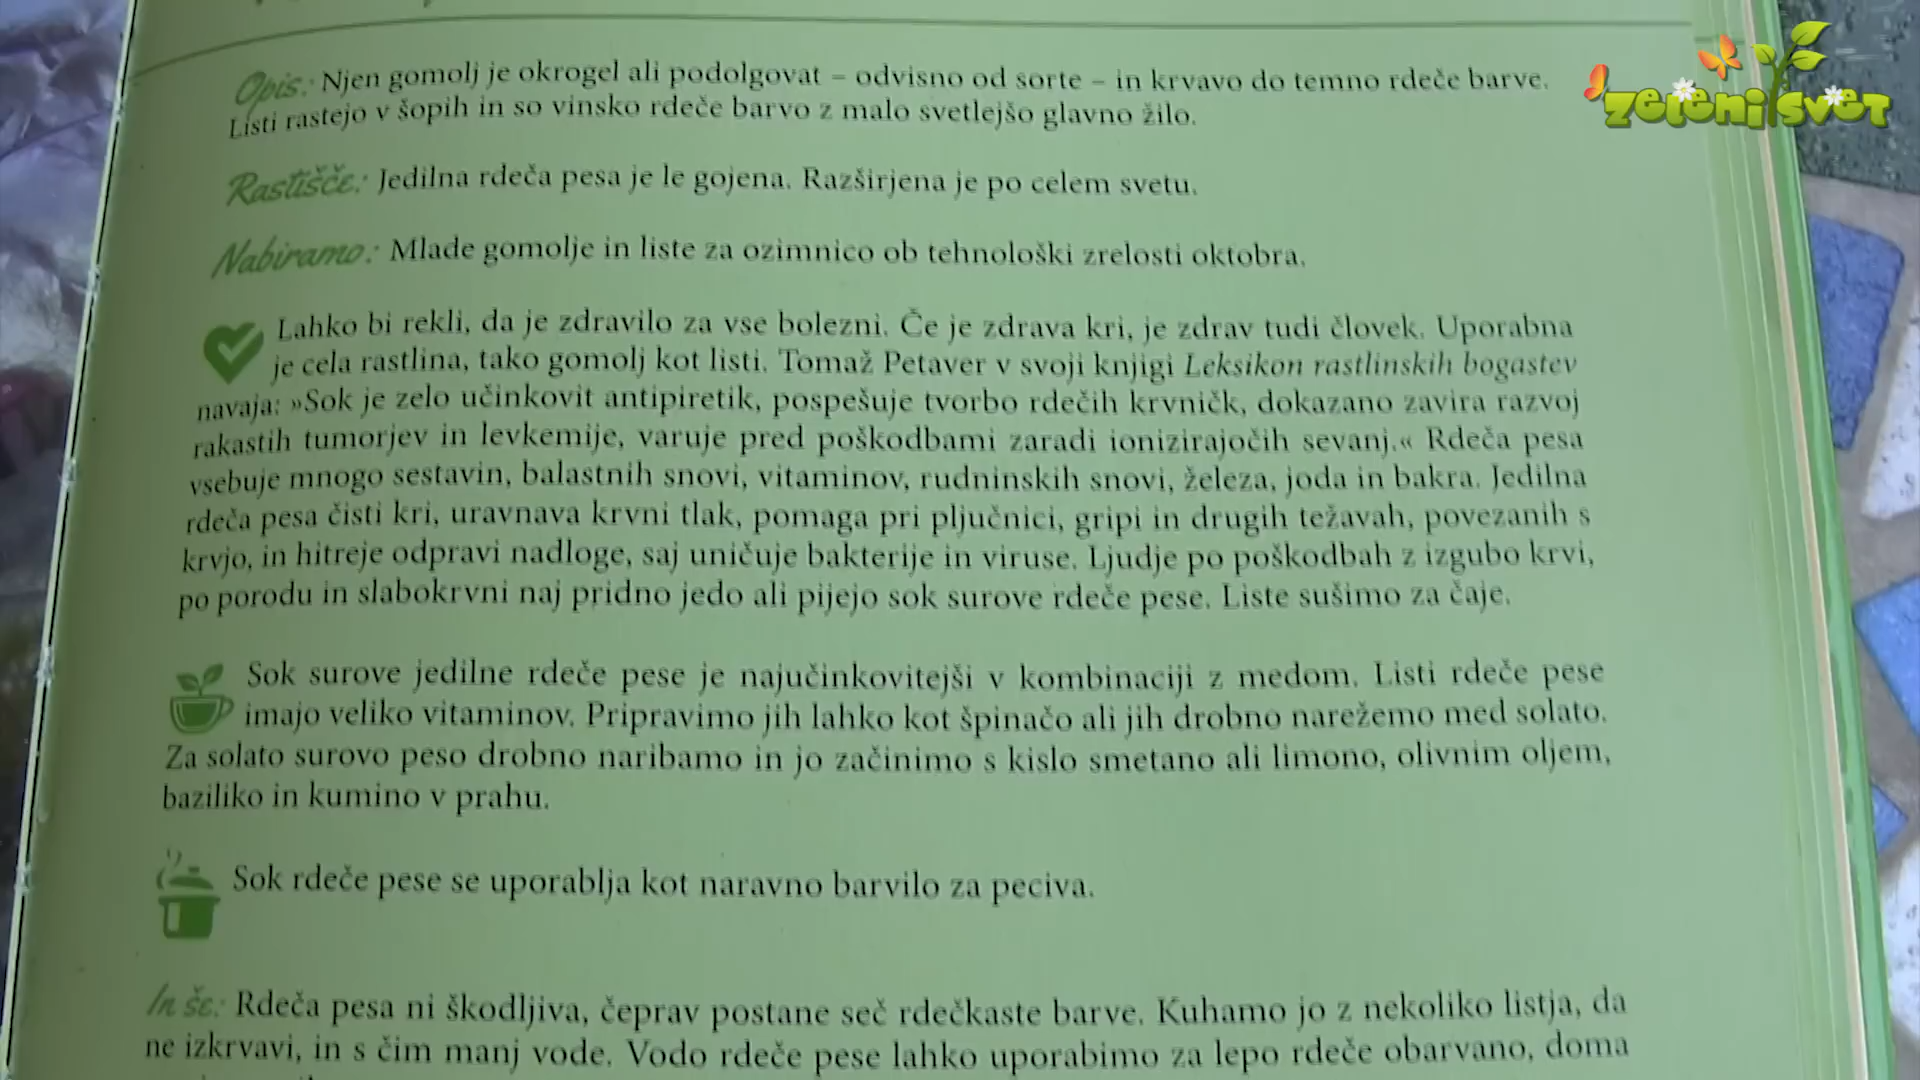 zeleni svet
Opis: Njen gomolj je okrogel ali podolgovat – odvisno od sorte – in krvavo do temno rdeče barve.
Listi rastejo v šopih in so vinsko rdeče barvo z malo svetlejšo glavno žilo.
Rastišče: Jedilna rdeča pesa je le gojena. Razširjena je po celem svetu.
Nabiramo: Mlade gomolje in liste za ozimnico ob tehnološki zrelosti oktobra.
Lahko bi rekli, da je zdravilo za vse bolezni. Če je zdrava kri, je zdrav tudi človek. Uporabna
je cela rastlina, tako gomolj kot listi. Tomaž Petaver v svoji knjigi Leksikon rastlinskih bogastev
navaja: »Sok je zelo učinkovit antipiretik, pospešuje tvorbo rdečih krvničk, dokazano zavira razvoj
rakastih tumorjev in levkemije, varuje pred poškodbami zaradi ionizirajočih sevanj.« Rdeča pesa
vsebuje mnogo sestavin, balastnih snovi, vitaminov, rudninskih snovi, železa, joda in bakra. Jedilna
rdeča pesa čisti kri, uravnava krvni tlak, pomaga pri pljučnici, gripi in drugih težavah, povezanih s
krvjo, in hitreje odpravi nadloge, saj uničuje bakterije in viruse. Ljudje po poškodbah z izgubo krvi,
po porodu in slabokrvni naj pridno jedo ali pijejo sok surove rdeče pese. Liste sušimo za čaje.
Sok surove jedilne rdeče pese je najučinkovitejši v kombinaciji z medom. Listi rdeče pese
imajo veliko vitaminov. Pripravimo jih lahko kot špinačo ali jih drobno narežemo med solato.
Za solato surovo peso drobno naribamo in jo začinimo s kislo smetano ali limono, olivnim oljem,
baziliko in kumino v prahu.
Sok rdeče pese se uporablja kot naravno barvilo za peciva.
In še: Rdeča pesa ni škodljiva, čeprav postane seč rdečkaste barve. Kuhamo jo z nekoliko listja, da
ne izkrvavi, in s čim manj vode. Vodo rdeče pese lahko uporabimo za lepo rdeče obarvano, doma